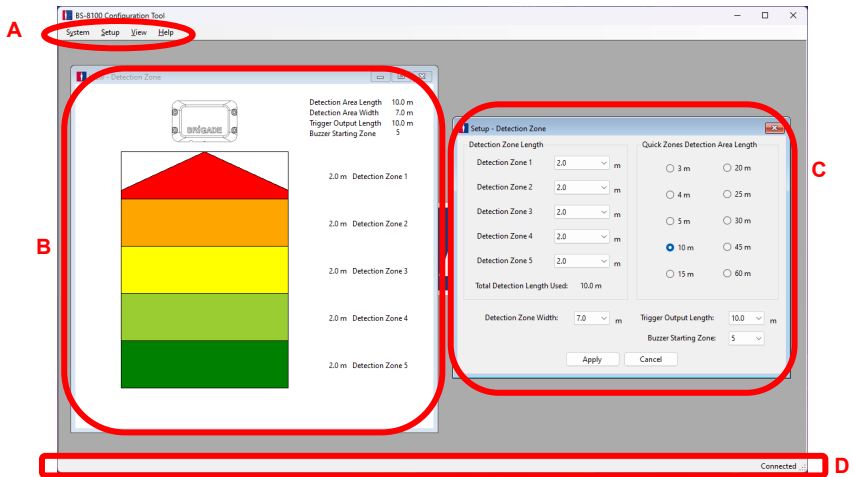 BS-8100 Configuration Tool
A
System Setup View Help
- Detection Zone
BRIGADE
Detection Area Length 10.0 m
Detection Area Width 7.0 m
Trigger Output Length 10.0 m
Buzzer Starting Zone 5
2.0 m Detection Zone 1
2.0 m Detection Zone 2
2.0 m Detection Zone 3
2.0 m Detection Zone 4
2.0 m Detection Zone 5
B
Setup - Detection Zone
Detection Zone Length
Detection Zone 1 2.0 m
Detection Zone 2 2.0 m
Detection Zone 3 2.0 m
Detection Zone 4 2.0 m
Detection Zone 5 2.0 m
Total Detection Length Used: 10.0 m
Quick Zones Detection Area Length
3 m 20 m
4 m 25 m
5 m 30 m
10 m 45 m
15 m 60 m
Detection Zone Width: 7.0 m
Trigger Output Length: 10.0 m
Buzzer Starting Zone: 5
Apply Cancel
C
Connected
D